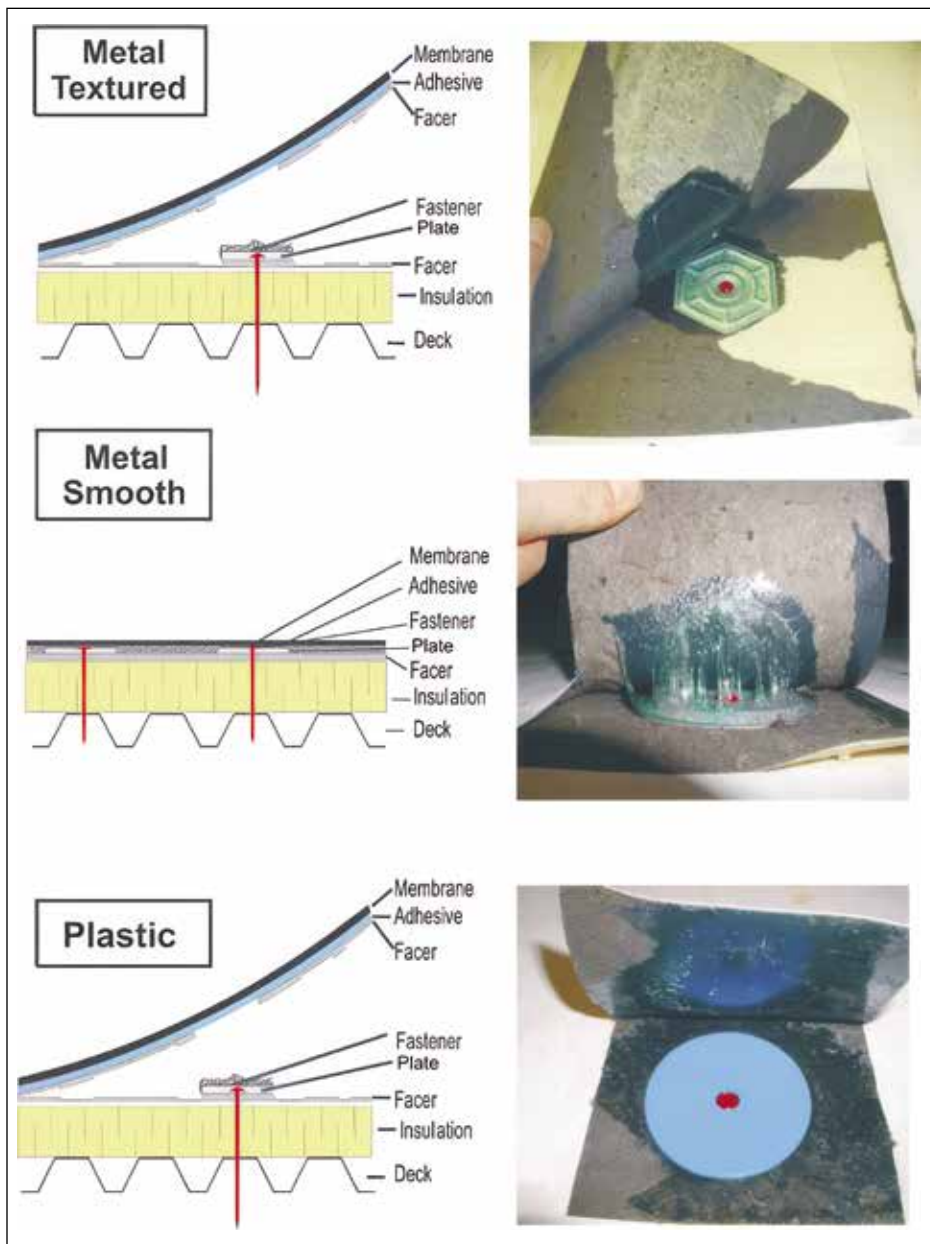 Metal
Textured
Membrane
Adhesive
Facer
Fastener
Plate
Facer
Insulation
Deck
Metal
Smooth
Membrane
Adhesive
Fastener
Plate
Facer
Insulation
Deck
Plastic
Membrane
Adhesive
Facer
Fastener
Plate
Facer
Insulation
Deck